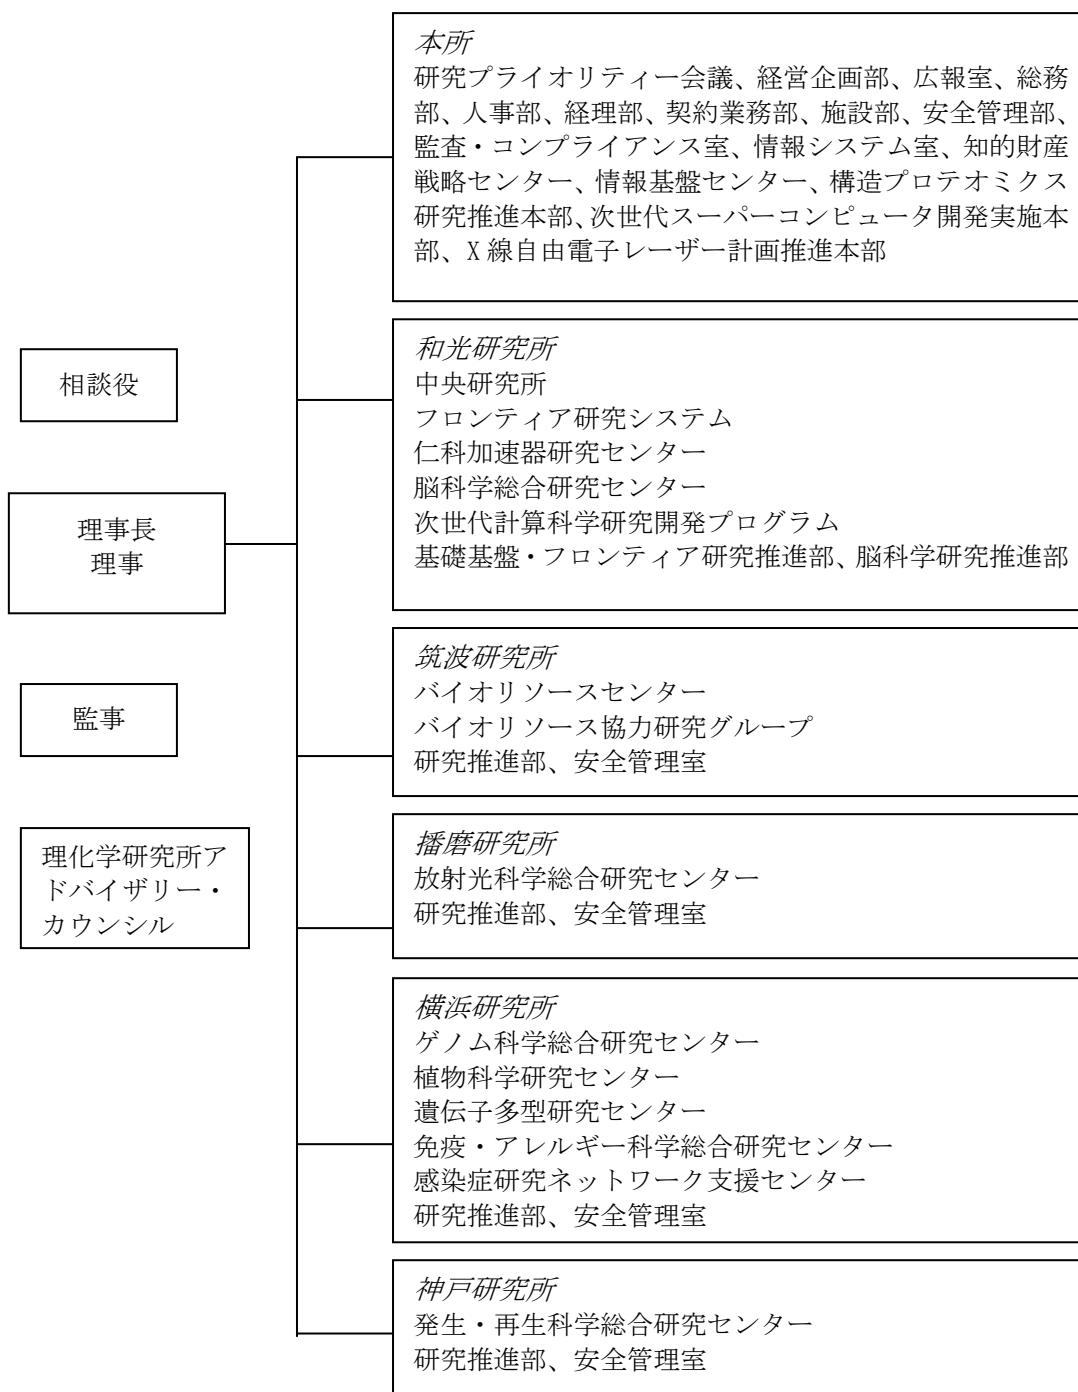 本所
研究プライオリティー会議、経営企画部、広報室、総務
部、人事部、経理部、契約業務部、施設部、安全管理部、
監査・コンプライアンス室、情報システム室、知的財産
戦略センター、情報基盤センター、構造プロテオミクス
研究推進本部、次世代スーパーコンピュータ開発実施本
部、X線自由電子レーザー計画推進本部
相談役
理事長
理事
監事
理化学研究所ア
ドバイザリー・
カウンシル
和光研究所
中央研究所
フロンティア研究システム
仁科加速器研究センター
脳科学総合研究センター
次世代計算科学研究開発プログラム
基礎基盤・フロンティア研究推進部、脳科学研究推進部
筑波研究所
バイオリソースセンター
バイオリソース協力研究グループ
研究推進部、安全管理室
播磨研究所
放射光科学総合研究センター
研究推進部、安全管理室
横浜研究所
ゲノム科学総合研究センター
植物科学研究センター
遺伝子多型研究センター
免疫・アレルギー科学総合研究センター
感染症研究ネットワーク支援センター
研究推進部、安全管理室
神戸研究所
発生・再生科学総合研究センター
研究推進部、安全管理室